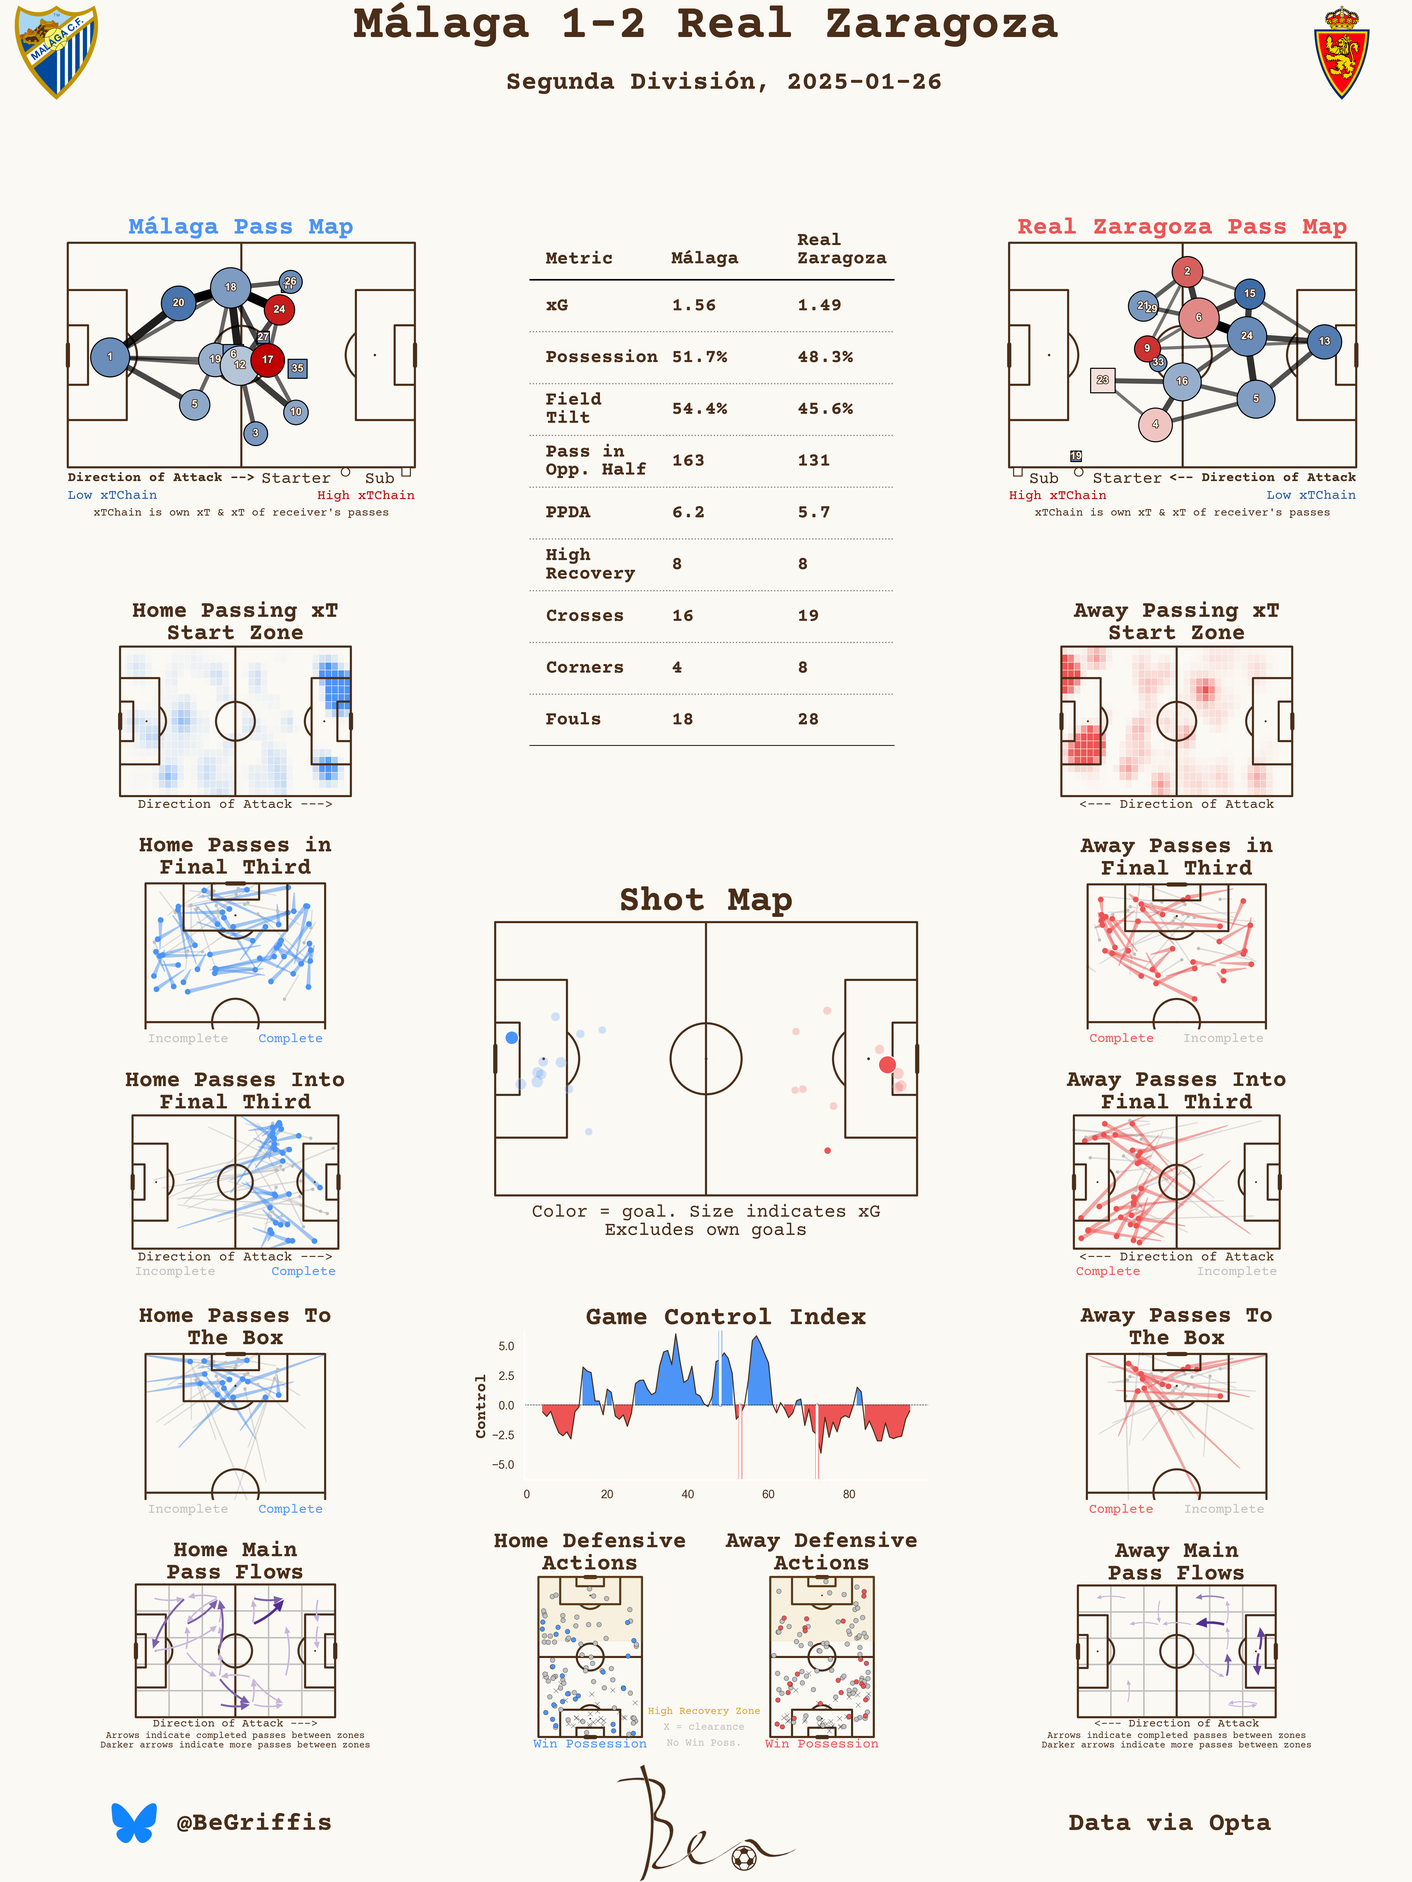 Málaga 1-2 Real Zaragoza
Segunda División, 2025-01-26
MALAGA C.F.
Málaga Pass Map
1
20
18
26
24
27
19
6
12
17
35
5
10
3
Direction of Attack --> Starter Sub
Low xTChain High xTChain
xTChain is own xT & xT of receiver's passes
Metric Málaga Real Zaragoza
xG 1.56 1.49
Possession 51.7% 48.3%
Field Tilt 54.4% 45.6%
Pass in Opp. Half 163 131
PPDA 6.2 5.7
High Recovery 8 8
Crosses 16 19
Corners 4 8
Fouls 18 28
Real Zaragoza Pass Map
2
21
29
15
6
24
9
33
13
23
16
5
4
19
Sub Starter <-- Direction of Attack
High xTChain Low xTChain
xTChain is own xT & xT of receiver's passes
Home Passing xT
Start Zone
Direction of Attack --->
Away Passing xT
Start Zone
<--- Direction of Attack
Home Passes in
Final Third
Incomplete Complete
Away Passes in
Final Third
Complete Incomplete
Shot Map
Color = goal. Size indicates xG
Excludes own goals
Home Passes Into
Final Third
Direction of Attack --->
Incomplete Complete
Away Passes Into
Final Third
<--- Direction of Attack
Complete Incomplete
Home Passes To
The Box
Incomplete Complete
Game Control Index
Control
5.0
2.5
0.0
−2.5
−5.0
0 20 40 60 80
Away Passes To
The Box
Complete Incomplete
Home Main
Pass Flows
Direction of Attack --->
Arrows indicate completed passes between zones
Darker arrows indicate more passes between zones
Home Defensive
Actions
Win Possession
High Recovery Zone
X = clearance
No Win Poss.
Away Defensive
Actions
Win Possession
Away Main
Pass Flows
<--- Direction of Attack
Arrows indicate completed passes between zones
Darker arrows indicate more passes between zones
@BeGriffis
Ben
Data via Opta